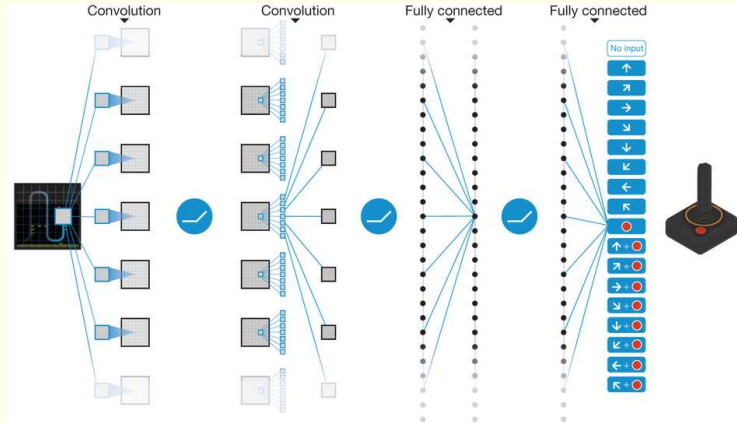 Convolution
Convolution
Fully connected
Fully connected
No input
+
+
+
+
+
+
+
+